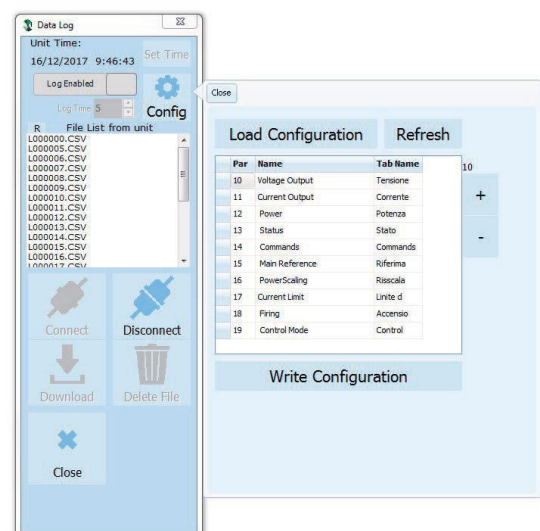 Data Log
Unit Time:
16/12/2017 9:46:43
Set Time
Log Enabled
Log Time 5
Config
R File List from unit
L000000.CSV
L000005.CSV
L000006.CSV
L000007.CSV
L000008.CSV
L000009.CSV
L000010.CSV
L000011.CSV
L000012.CSV
L000013.CSV
L000014.CSV
L000015.CSV
L000016.CSV
L000017.CSV
Connect
Disconnect
Download
Delete File
Close
Close
Load Configuration
Refresh
Par Name Tab Name
10 Voltage Output Tensione
11 Current Output Corrente
12 Power Potenza
13 Status Stato
14 Commands Commands
15 Main Reference Riferima
16 PowerScaling Risscala
17 Current Limit Linite d
18 Firing Accensio
19 Control Mode Control
10
+
-
Write Configuration